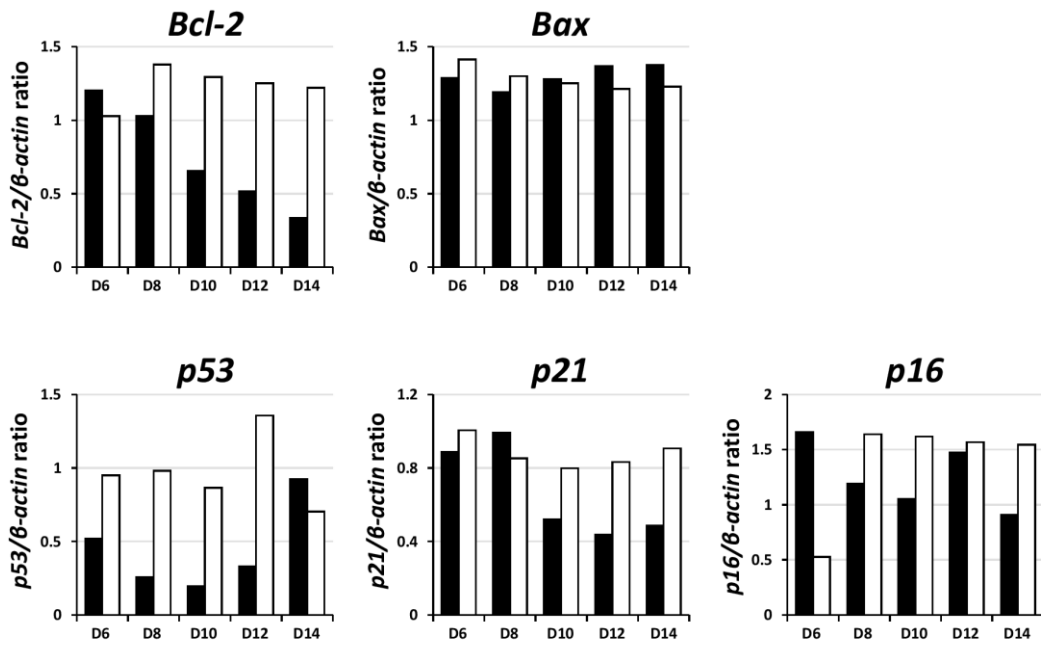 Bcl-2
Bcl-2/β-actin ratio
1.5
1
0.5
0
D6 D8 D10 D12 D14
Bax
Bax/β-actin ratio
1.5
1
0.5
0
D6 D8 D10 D12 D14
p53
p53/β-actin ratio
1.5
1
0.5
0
D6 D8 D10 D12 D14
p21
p21/β-actin ratio
1.2
0.8
0.4
0
D6 D8 D10 D12 D14
p16
p16/β-actin ratio
2
1.5
1
0.5
0
D6 D8 D10 D12 D14